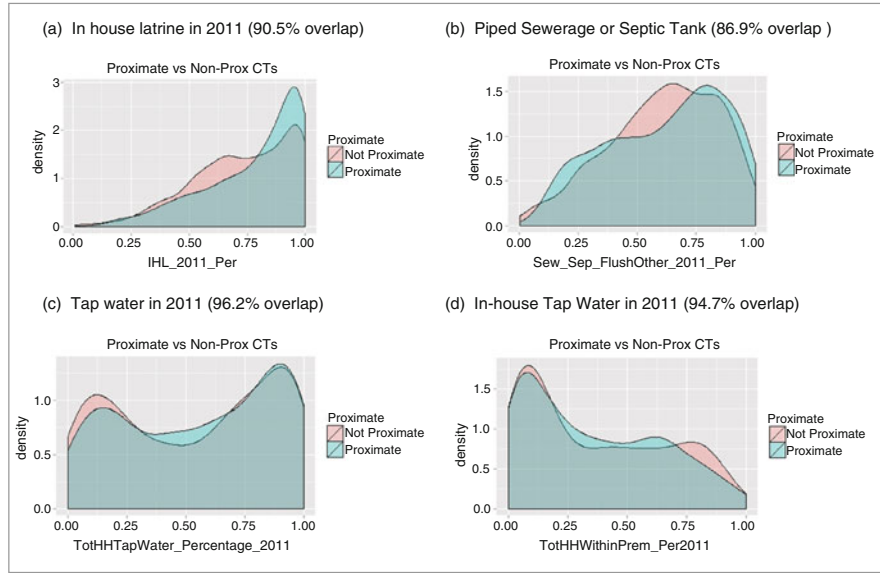 (a) In house latrine in 2011 (90.5% overlap)
Proximate vs Non-Prox CTs
3
2
1
0
density
0.00 0.25 0.50 0.75 1.00
IHL_2011_Per
Proximate
Not Proximate
Proximate
(b) Piped Sewerage or Septic Tank (86.9% overlap )
Proximate vs Non-Prox CTs
1.5
1.0
0.5
0.0
density
0.00 0.25 0.50 0.75 1.00
Sew_Sep_FlushOther_2011_Per
Proximate
Not Proximate
Proximate
(c) Tap water in 2011 (96.2% overlap)
Proximate vs Non-Prox CTs
1.0
0.5
0.0
density
0.00 0.25 0.50 0.75 1.00
TotHHTapWater_Percentage_2011
Proximate
Not Proximate
Proximate
(d) In-house Tap Water in 2011 (94.7% overlap)
Proximate vs Non-Prox CTs
1.5
1.0
0.5
0.0
density
0.00 0.25 0.50 0.75 1.00
TotHHWithinPrem_Per2011
Proximate
Not Proximate
Proximate